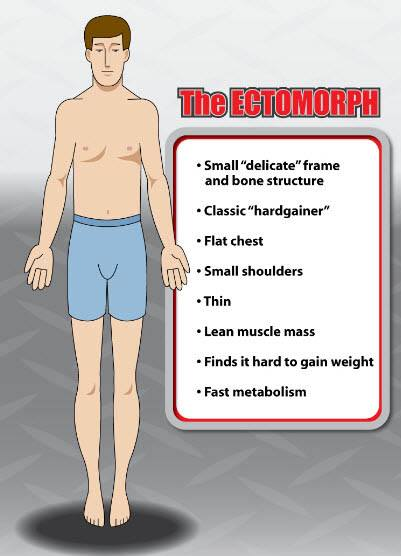 The ECTOMORPH
• Small “delicate” frame
and bone structure
• Classic “hardgainer”
• Flat chest
• Small shoulders
• Thin
• Lean muscle mass
• Finds it hard to gain weight
• Fast metabolism